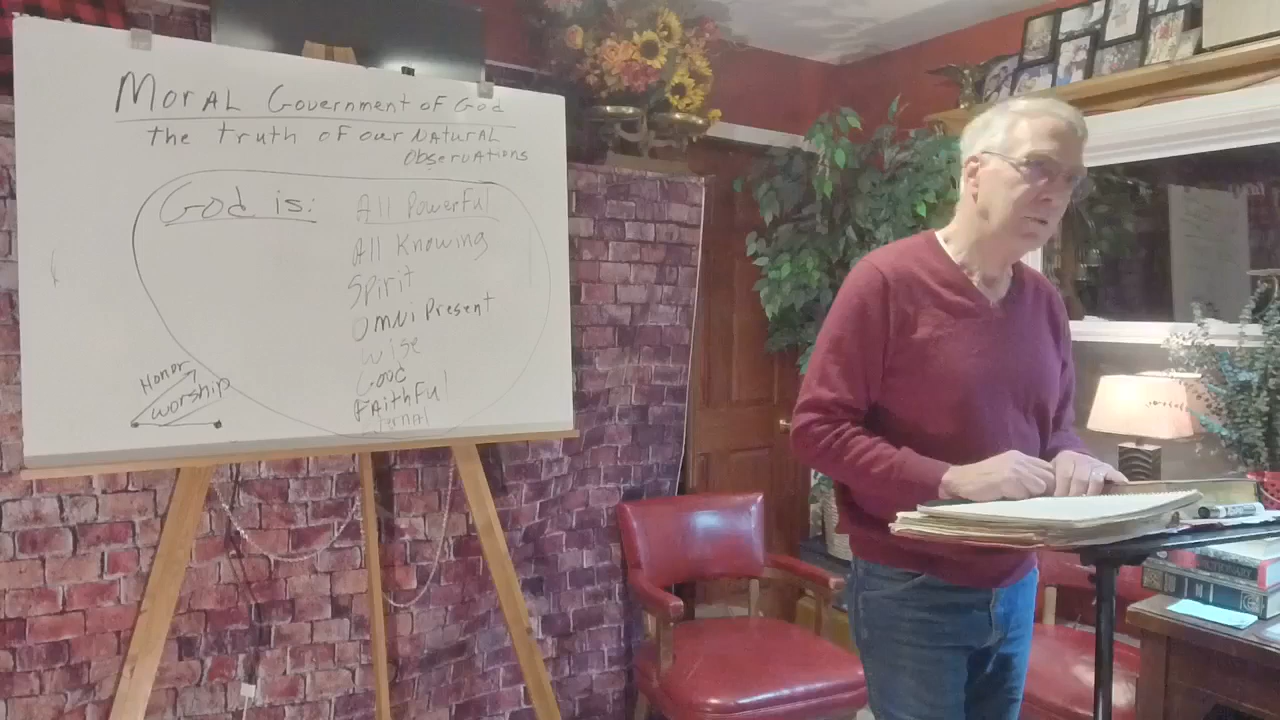 Moral Government of God
the truth of our Natural
Observations
God is: All Powerful
All Knowing
Spirit
Omni Present
Wise
Good
Faithful
Honor
Worship